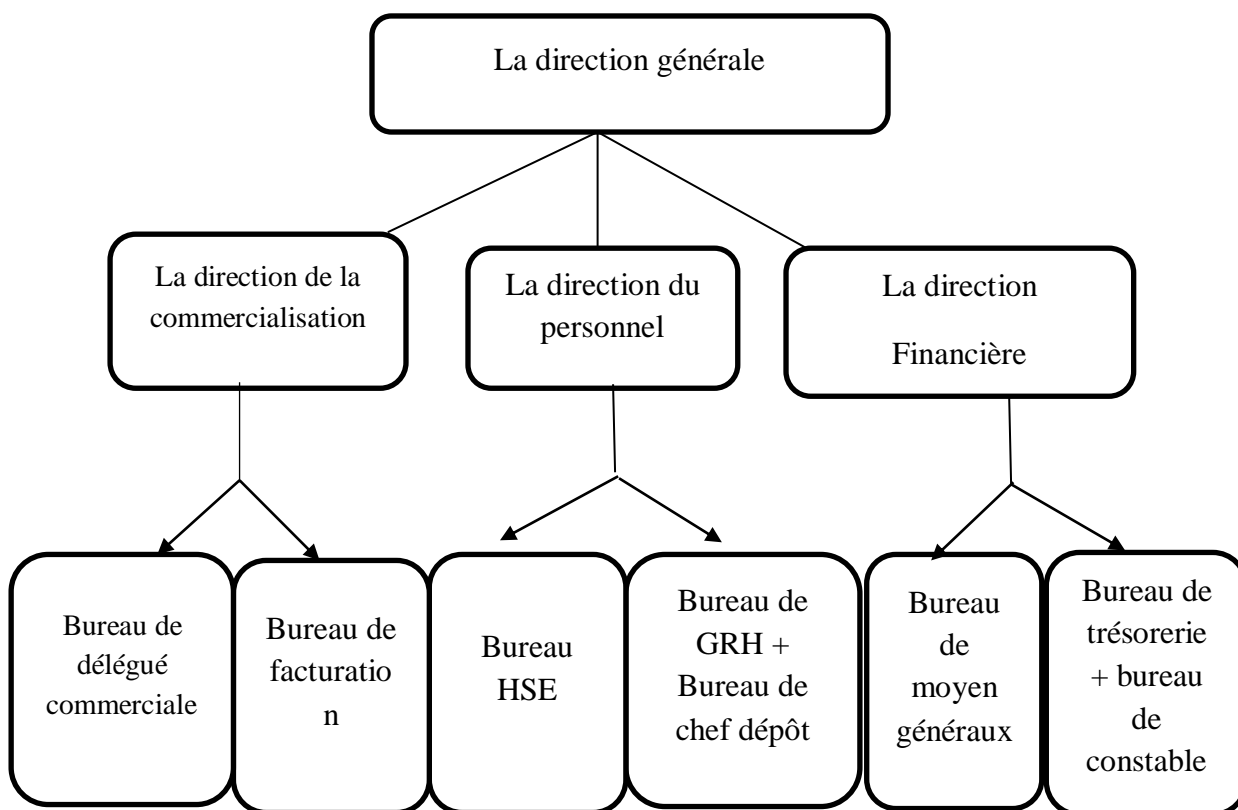 La direction générale
La direction de la
commercialisation
La direction du
personnel
La direction
Financière
Bureau de
délégué
commerciale
Bureau de
facturatio
n
Bureau
HSE
Bureau de
GRH +
Bureau de
chef dépôt
Bureau
de
moyen
généraux
Bureau de
trésorerie
+ bureau
de
constable